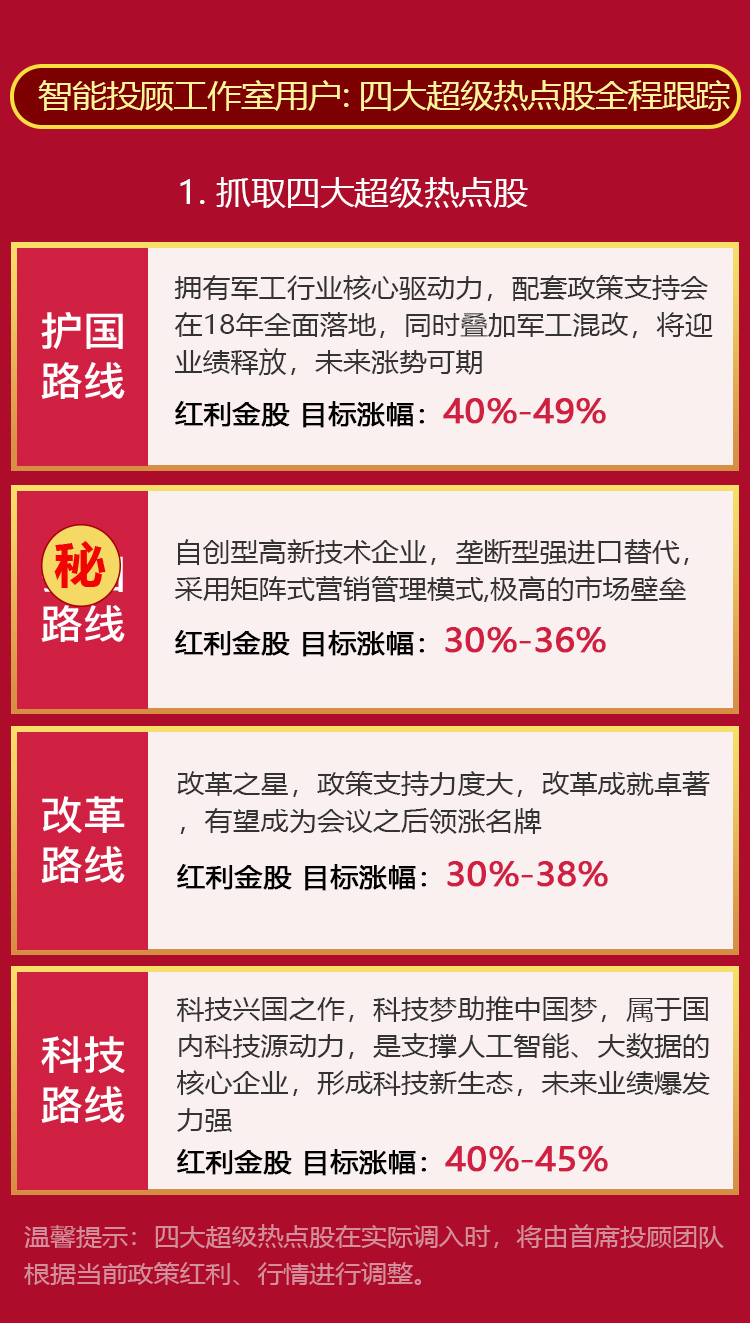 智能投顾工作室用户: 四大超级热点股全程跟踪
1. 抓取四大超级热点股
护国
路线
拥有军工行业核心驱动力，配套政策支持会
在18年全面落地，同时叠加军工混改，将迎
业绩释放，未来涨势可期
红利金股 目标涨幅：40%-49%
秘
路线
自创型高新技术企业，垄断型强进口替代，
采用矩阵式营销管理模式,极高的市场壁垒
红利金股 目标涨幅：30%-36%
改革
路线
改革之星，政策支持力度大，改革成就卓著
，有望成为会议之后领涨名牌
红利金股 目标涨幅：30%-38%
科技
路线
科技兴国之作，科技梦助推中国梦，属于国
内科技源动力，是支撑人工智能、大数据的
核心企业，形成科技新生态，未来业绩爆发
力强
红利金股 目标涨幅：40%-45%
温馨提示：四大超级热点股在实际调入时，将由首席投顾团队
根据当前政策红利、行情进行调整。